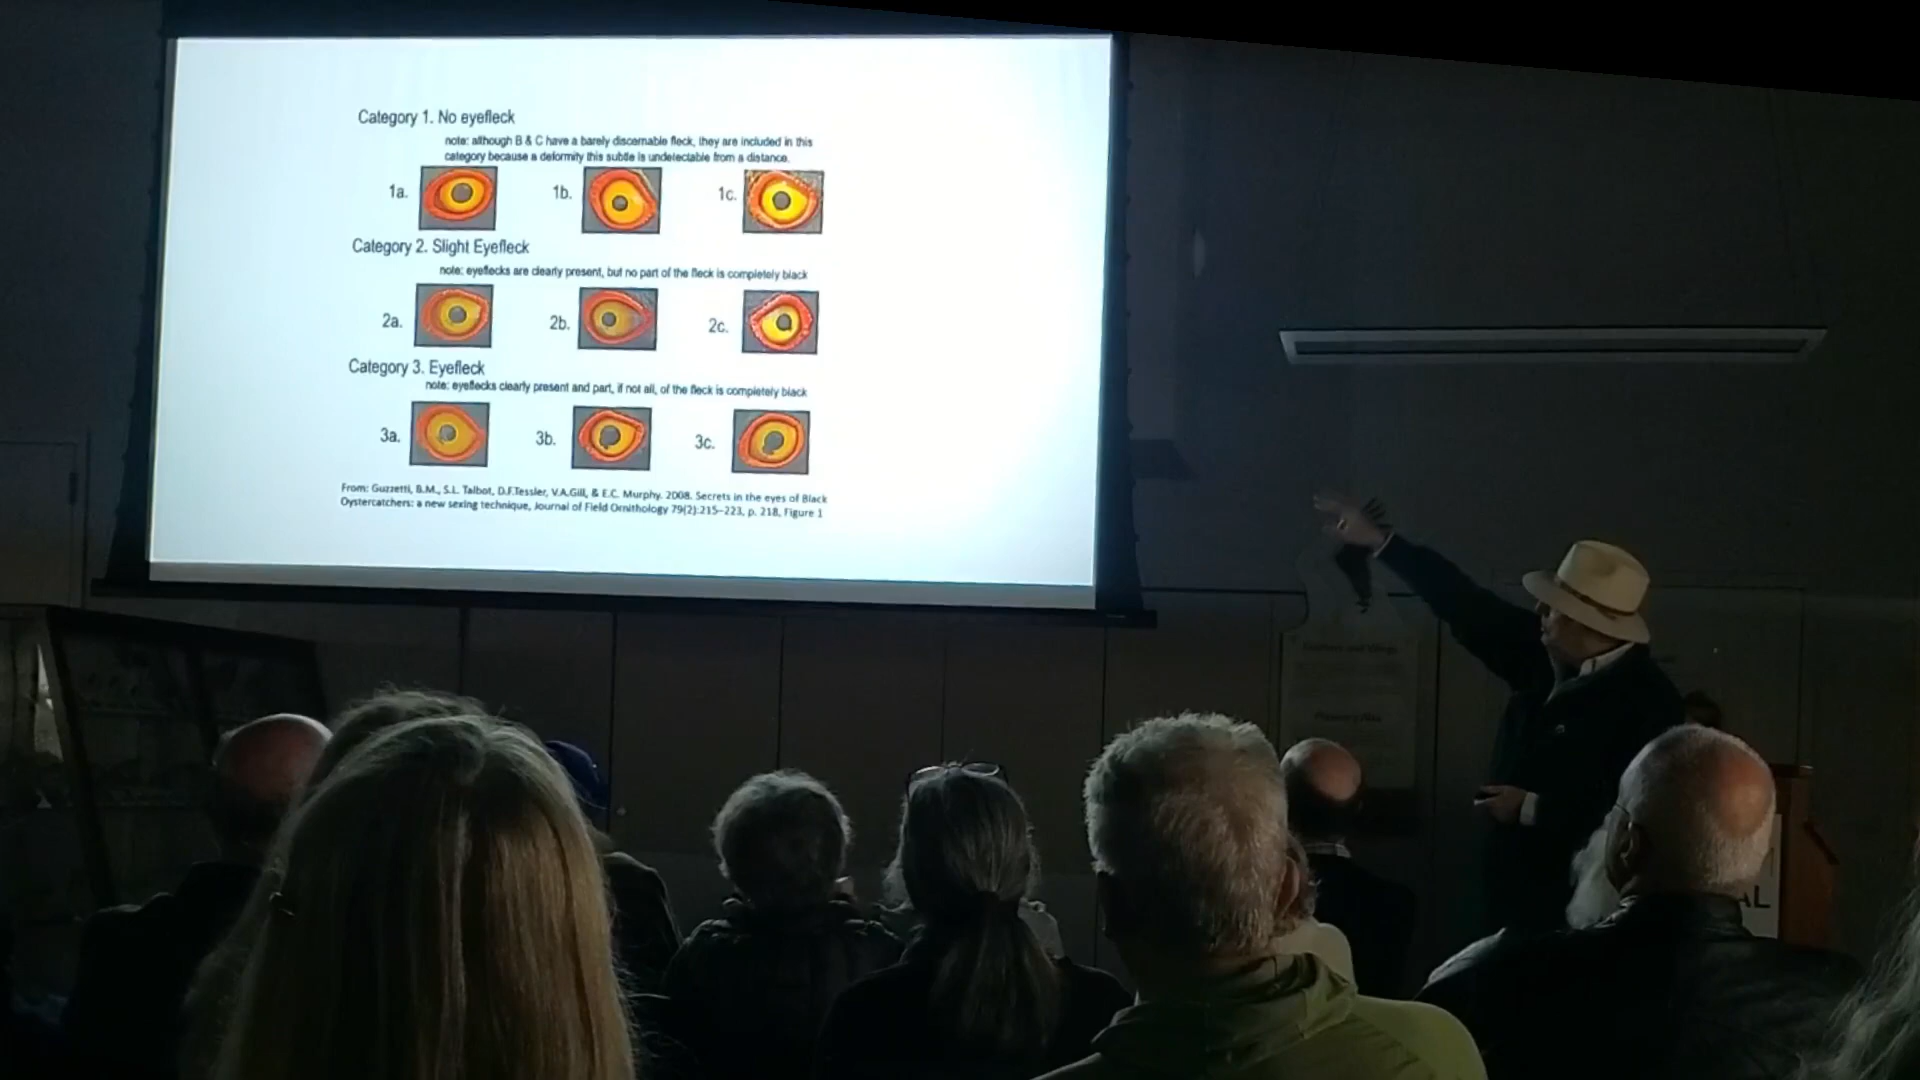 Category 1. No eyefleck
note: although B & C have a barely discernable fleck, they are included in this
category because a deformity this subtle is undetectable from a distance.
1a.
1b.
1c.
Category 2. Slight Eyefleck
note: eyeflecks are clearly present, but no part of the fleck is completely black
2a.
2b.
2c.
Category 3. Eyefleck
note: eyeflecks clearly present and part, if not all, of the fleck is completely black
3a.
3b.
3c.
From: Guzzetti, B.M., S.L. Talbot, D.F.Tessler, V.A.Gill, & E.C. Murphy. 2008. Secrets in the eyes of Black
Oystercatchers: a new sexing technique, Journal of Field Ornithology 79(2):215–223, p. 218, Figure 1
AL